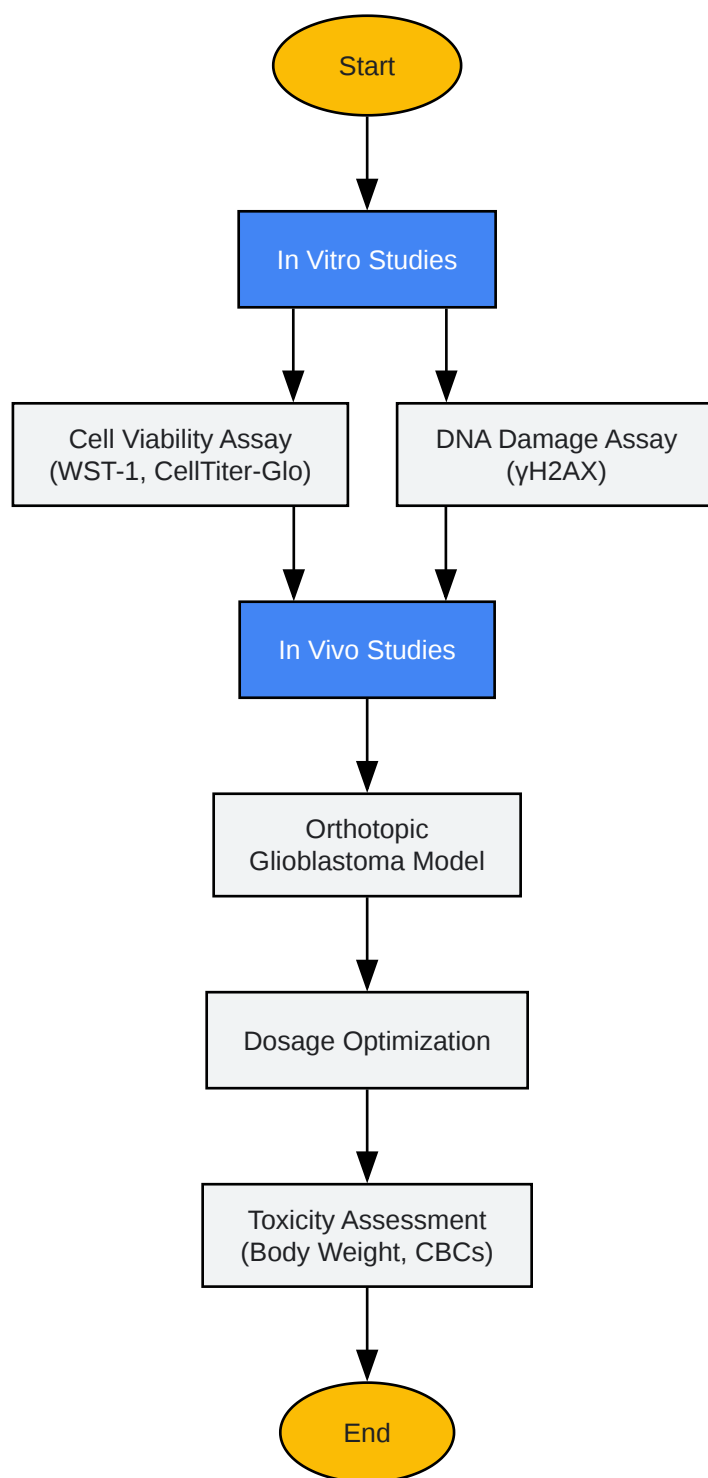 Start
In Vitro Studies
Cell Viability Assay
(WST-1, CellTiter-Glo)
DNA Damage Assay
(γH2AX)
In Vivo Studies
Orthotopic
Glioblastoma Model
Dosage Optimization
Toxicity Assessment
(Body Weight, CBCs)
End